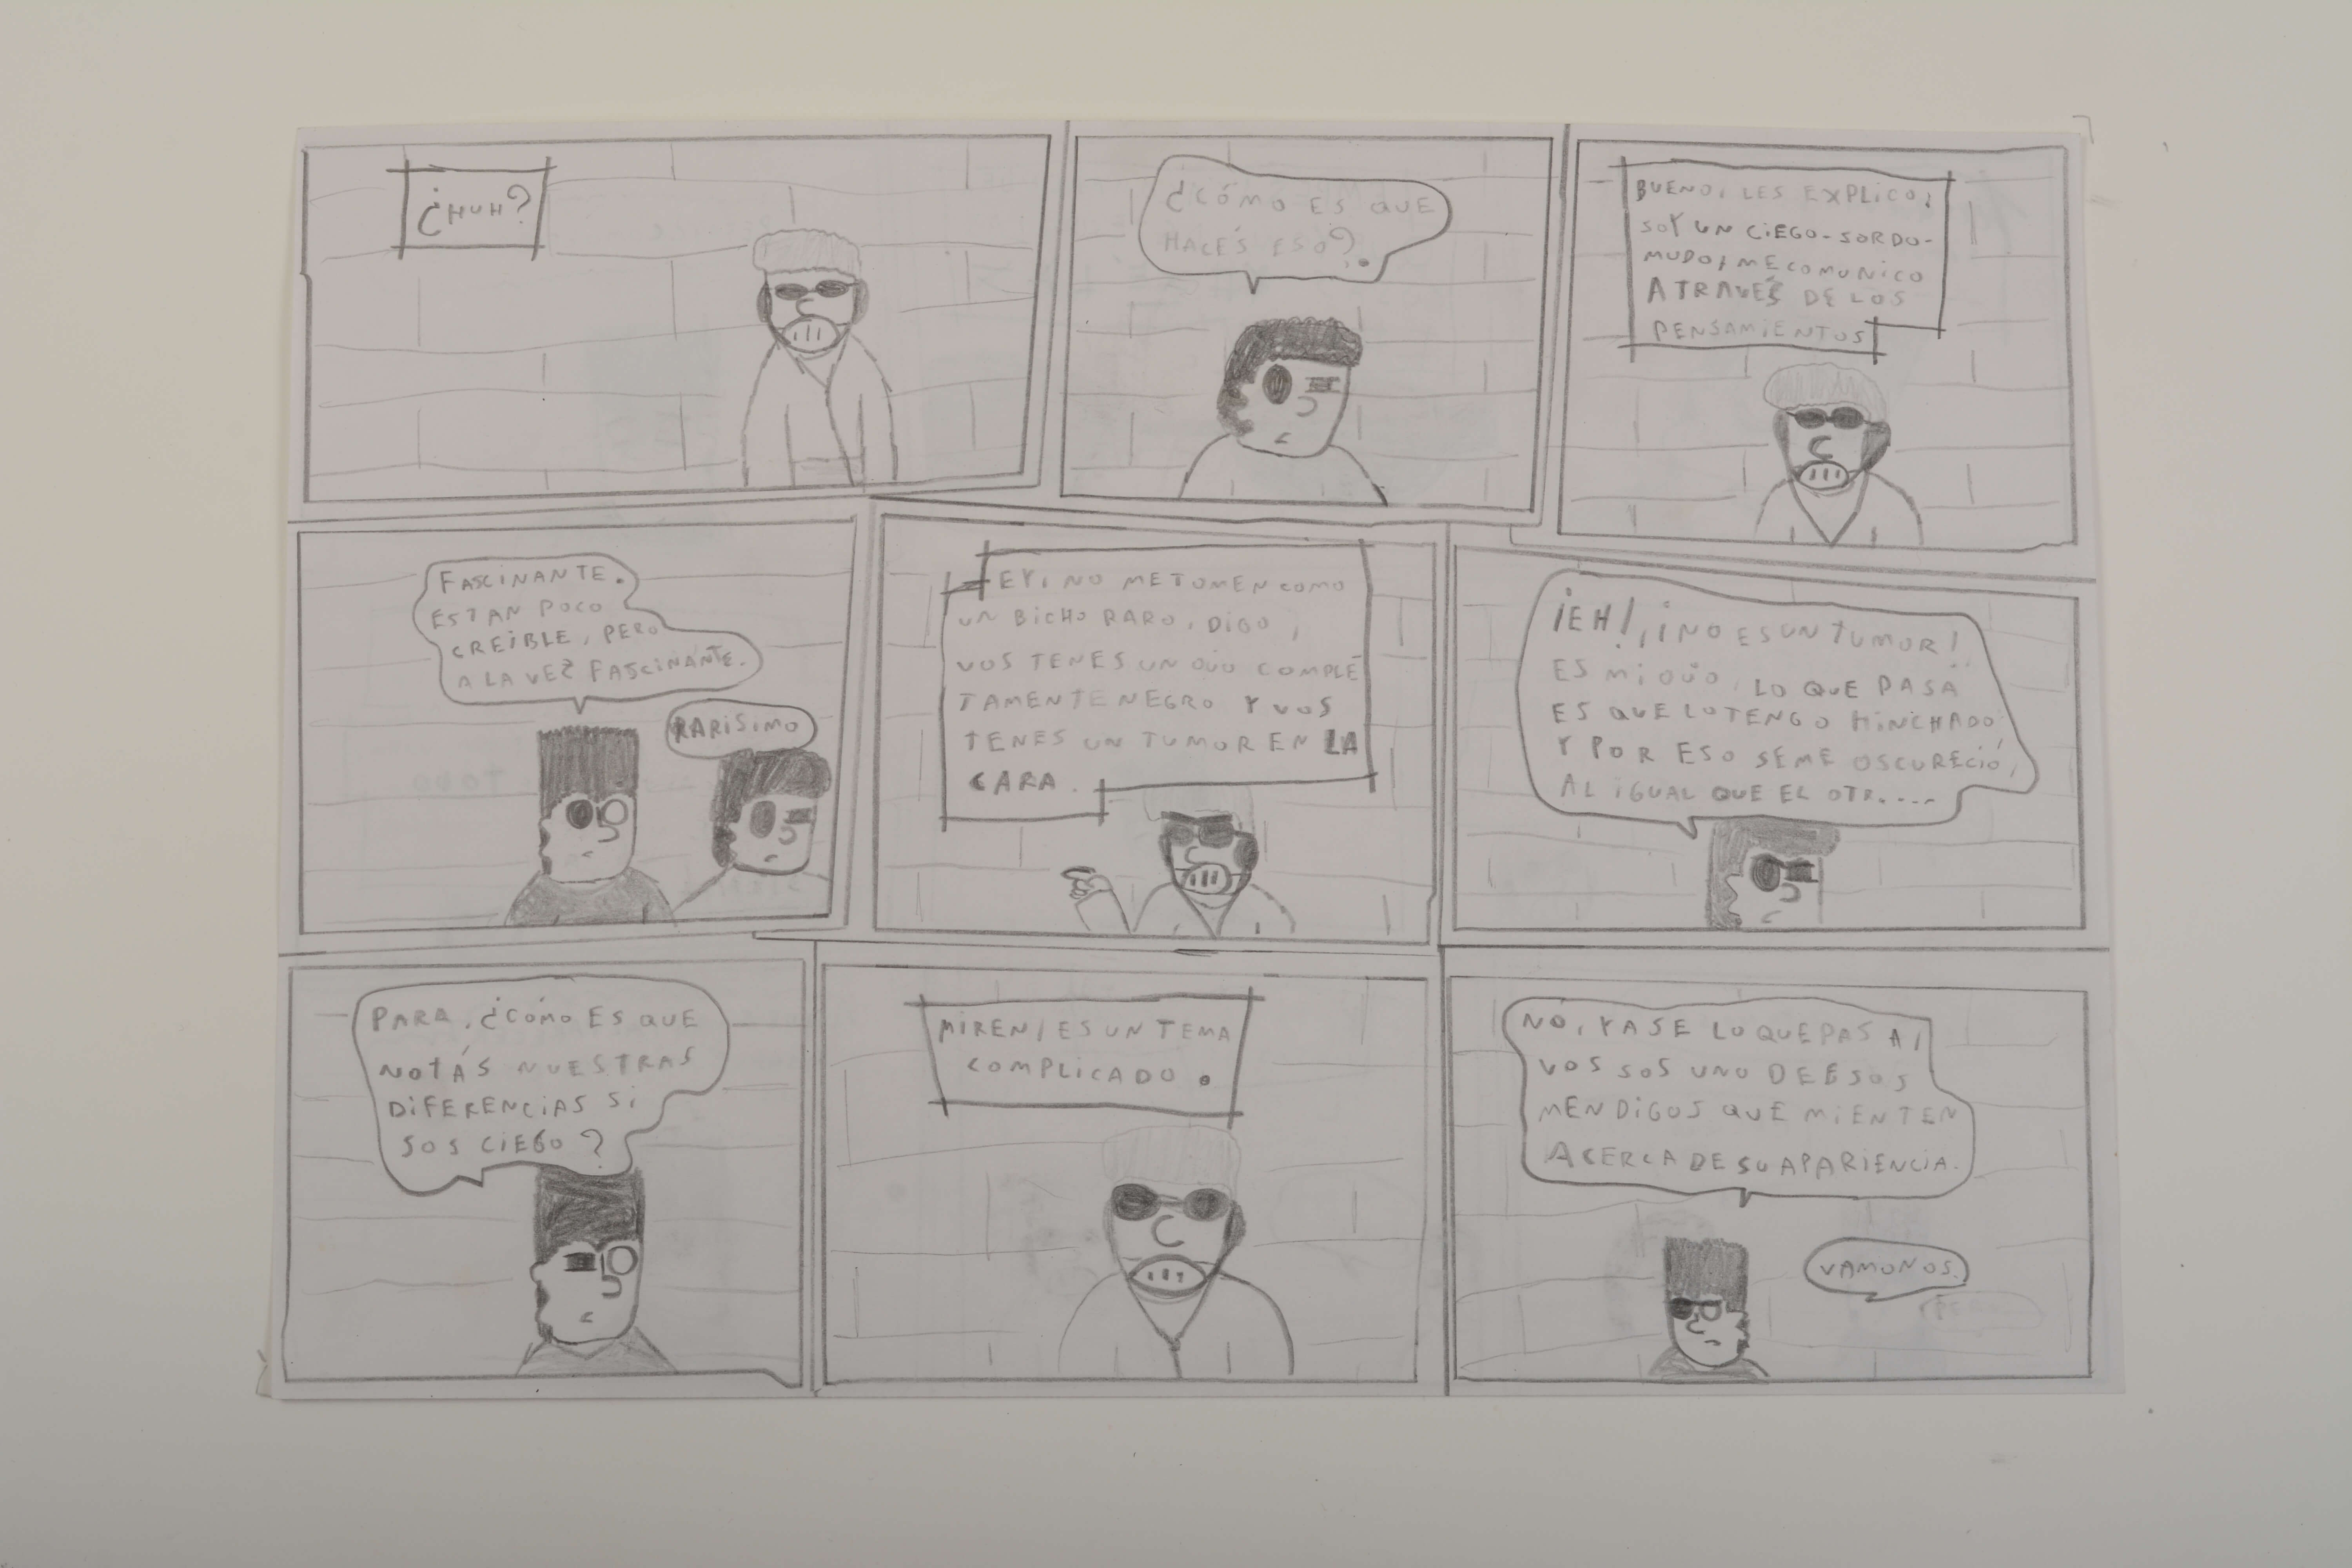 ¿HUH?
¿CÓMO ES QUE
HACÉS ESO?
BUENO, LES EXPLICO,
SOY UN CIEGO-SORDO-
MUDO, ME COMUNICO
A TRAVÉS DE LOS
PENSAMIENTOS
FASCINANTE.
ES TAN POCO
CREIBLE, PERO
A LA VEZ FASCINANTE.
RARISIMO
EY, NO ME TOMEN COMO
UN BICHO RARO, DIGO,
VOS TENES UN OJO COMPLE
TAMENTE NEGRO Y VOS
TENES UN TUMOR EN LA
CARA.
¡EH!, ¡NO ES UN TUMOR!
ES MI OJO, LO QUE PASA
ES QUE LO TENGO HINCHADO
Y POR ESO SE ME OSCURECIÓ,
AL IGUAL QUE EL OTR.....
PARA, ¿CÓMO ES QUE
NOTÁS NUESTRAS
DIFERENCIAS SI
SOS CIEGO?
MIREN, ES UN TEMA
COMPLICADO.
NO, YA SE LO QUE PASA,
VOS SOS UNO DE ESOS
MENDIGOS QUE MIENTEN
ACERCA DE SU APARIENCIA.
VAMONOS.